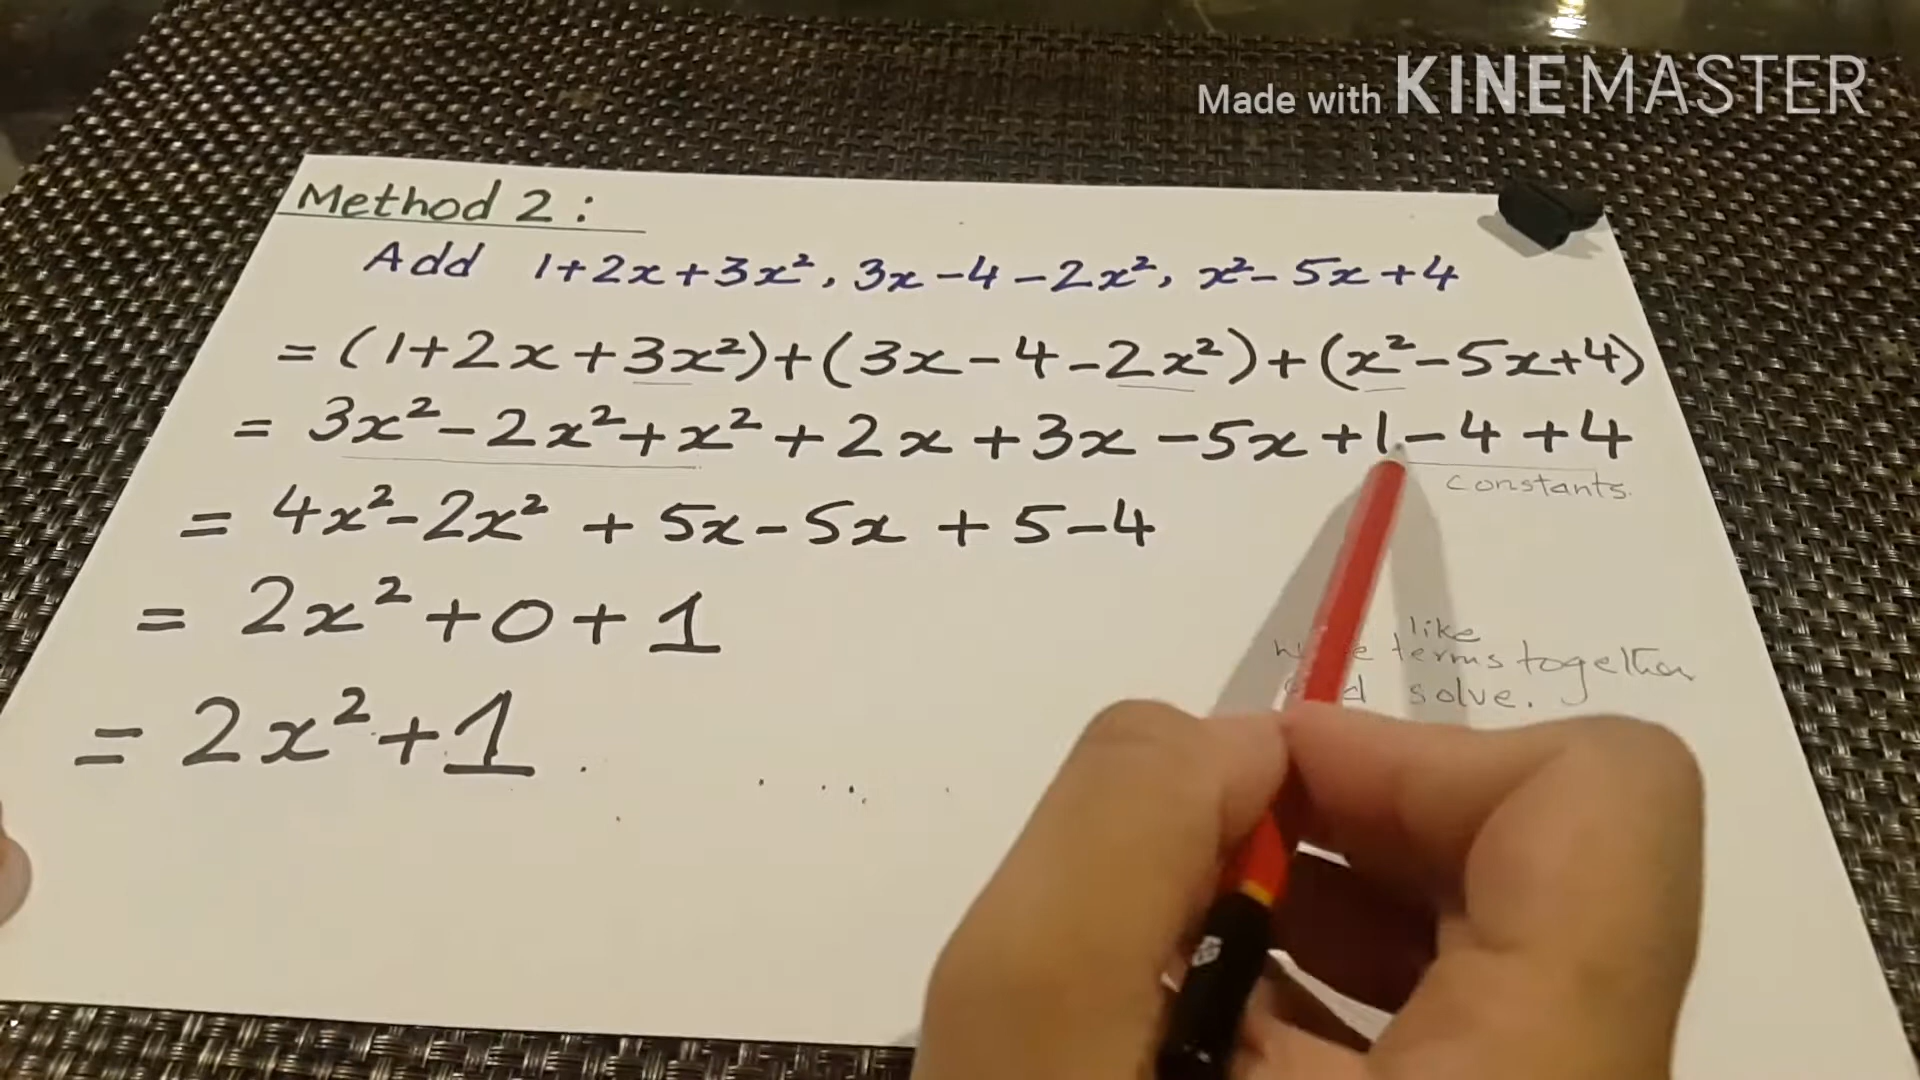 Made with KINEMASTER
Method 2 :
Add 1+2x+3x², 3x-4-2x², x²-5x+4
= (1+2x+3x²)+(3x-4-2x²)+(x²-5x+4)
= 3x²-2x²+x²+2x+3x-5x+1-4+4
constants.
= 4x²-2x²+5x-5x+5-4
= 2x²+0+1
like
terms together
solve.
= 2x²+1